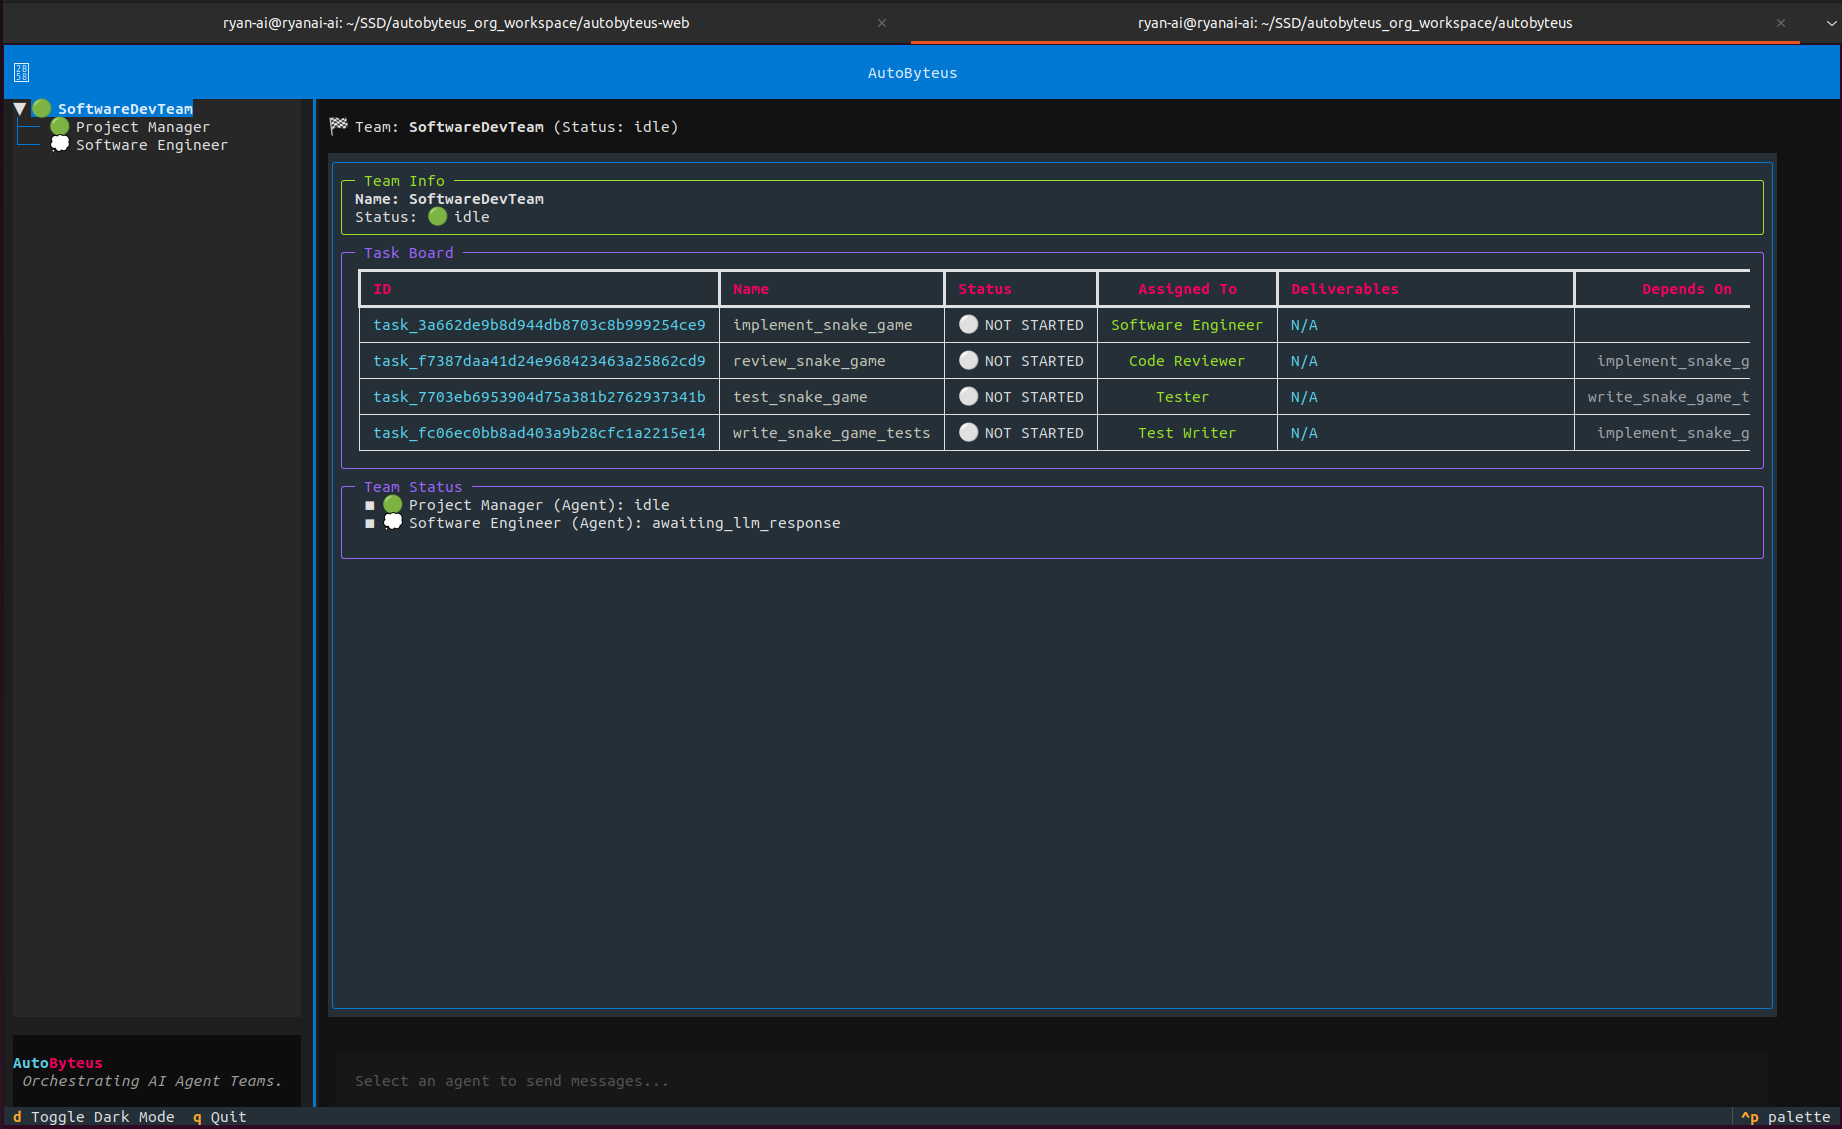 ryan-ai@ryanai-ai: ~/SSD/autobyteus_org_workspace/autobyteus-web
ryan-ai@ryanai-ai: ~/SSD/autobyteus_org_workspace/autobyteus
AutoByteus
SoftwareDevTeam
Project Manager
Software Engineer
Team: SoftwareDevTeam (Status: idle)
Team Info
Name: SoftwareDevTeam
Status: idle
Task Board
ID Name Status Assigned To Deliverables Depends On
task_3a662de9b8d944db8703c8b999254ce9 implement_snake_game NOT STARTED Software Engineer N/A
task_f7387daa41d24e968423463a25862cd9 review_snake_game NOT STARTED Code Reviewer N/A implement_snake_g
task_7703eb6953904d75a381b2762937341b test_snake_game NOT STARTED Tester N/A write_snake_game_t
task_fc06ec0bb8ad403a9b28cfc1a2215e14 write_snake_game_tests NOT STARTED Test Writer N/A implement_snake_g
Team Status
Project Manager (Agent): idle
Software Engineer (Agent): awaiting_llm_response
AutoByteus
Orchestrating AI Agent Teams.
Select an agent to send messages...
d Toggle Dark Mode q Quit
^p palette